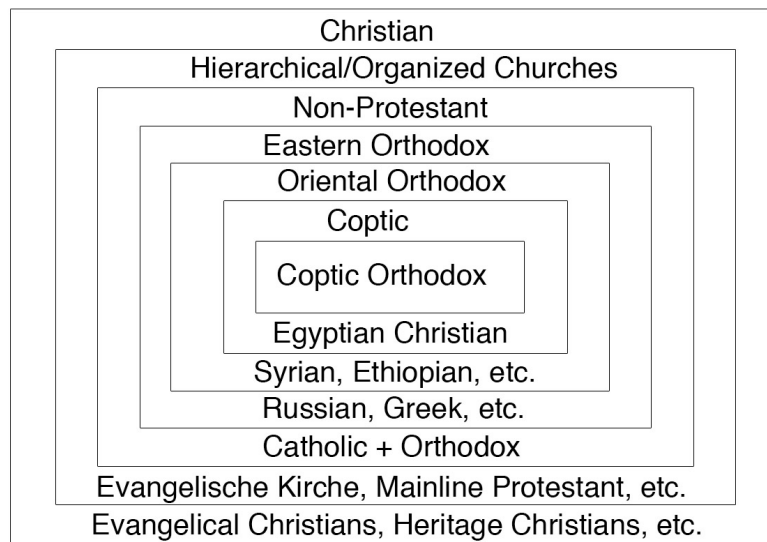 Christian
Hierarchical/Organized Churches
Non-Protestant
Eastern Orthodox
Oriental Orthodox
Coptic
Coptic Orthodox
Egyptian Christian
Syrian, Ethiopian, etc.
Russian, Greek, etc.
Catholic + Orthodox
Evangelische Kirche, Mainline Protestant, etc.
Evangelical Christians, Heritage Christians, etc.